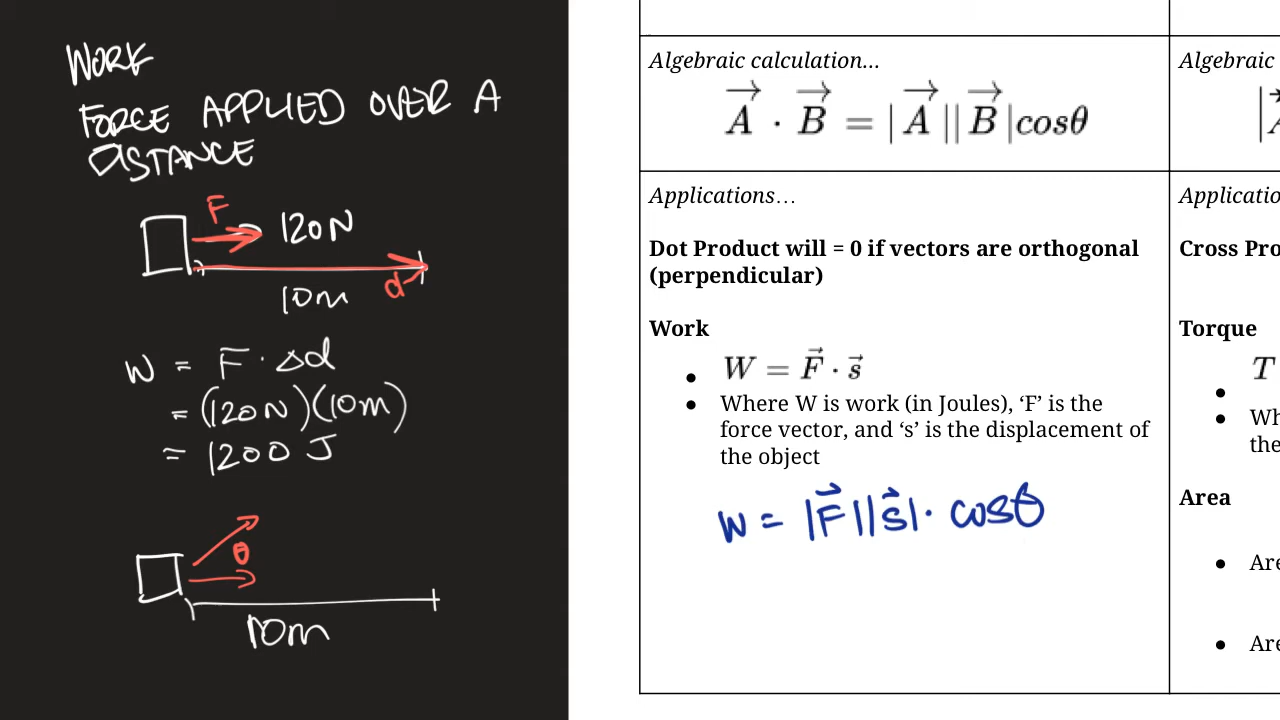 WORK
FORCE APPLIED OVER A
DISTANCE
F
120N
d
10m
W = F · Δd
= (120N)(10m)
= 1200 J
θ
10m
Algebraic calculation...
A · B = |A||B|cosθ
Applications…
Dot Product will = 0 if vectors are orthogonal
(perpendicular)
Work
● W = F⃗ · s⃗
● Where W is work (in Joules), ‘F’ is the
force vector, and ‘s’ is the displacement of
the object
W = |F⃗||s⃗| · cosθ
Algebraic
Applicatio
Cross Pro
Torque
T
●
● Wh
the
Area
● Are
● Are